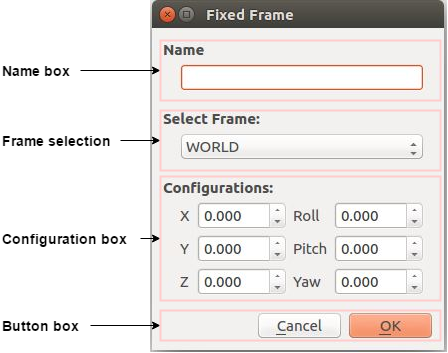 Fixed Frame
Name
Name box
Select Frame:
Frame selection
WORLD
Configurations:
X 0.000 Roll 0.000
Configuration box
Y 0.000 Pitch 0.000
Z 0.000 Yaw 0.000
Button box
Cancel OK